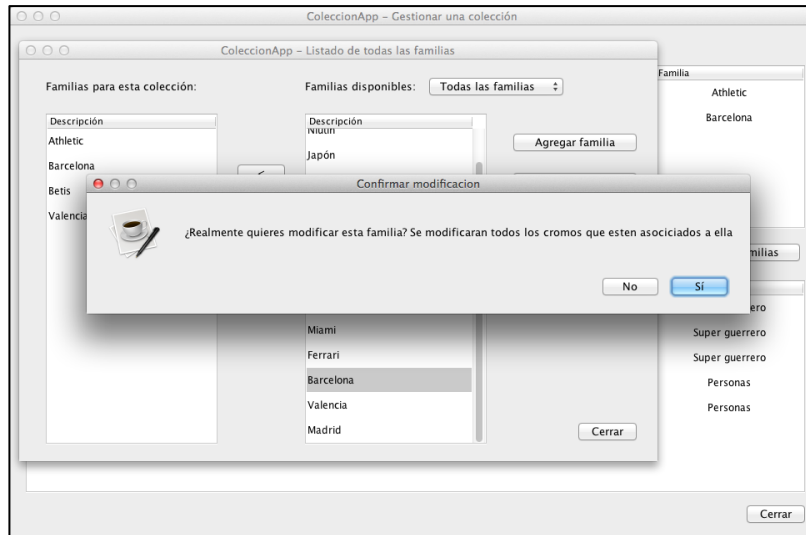 ColeccionApp – Gestionar una colección
ColeccionApp – Listado de todas las familias
Familias para esta colección:
Familias disponibles:
Todas las familias
Descripción
Athletic
Barcelona
Betis
Valencia
Descripción
Japón
Agregar familia
Familia
Athletic
Barcelona
Confirmar modificacion
¿Realmente quieres modificar esta familia? Se modificaran todos los cromos que esten asociciados a ella
No
Sí
Miami
Ferrari
Barcelona
Valencia
Madrid
Cerrar
Super guerrero
Super guerrero
Personas
Personas
Cerrar